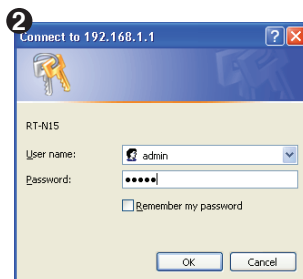 2
Connect to 192.168.1.1
RT-N15
User name: admin
Password: •••••
Remember my password
OK Cancel